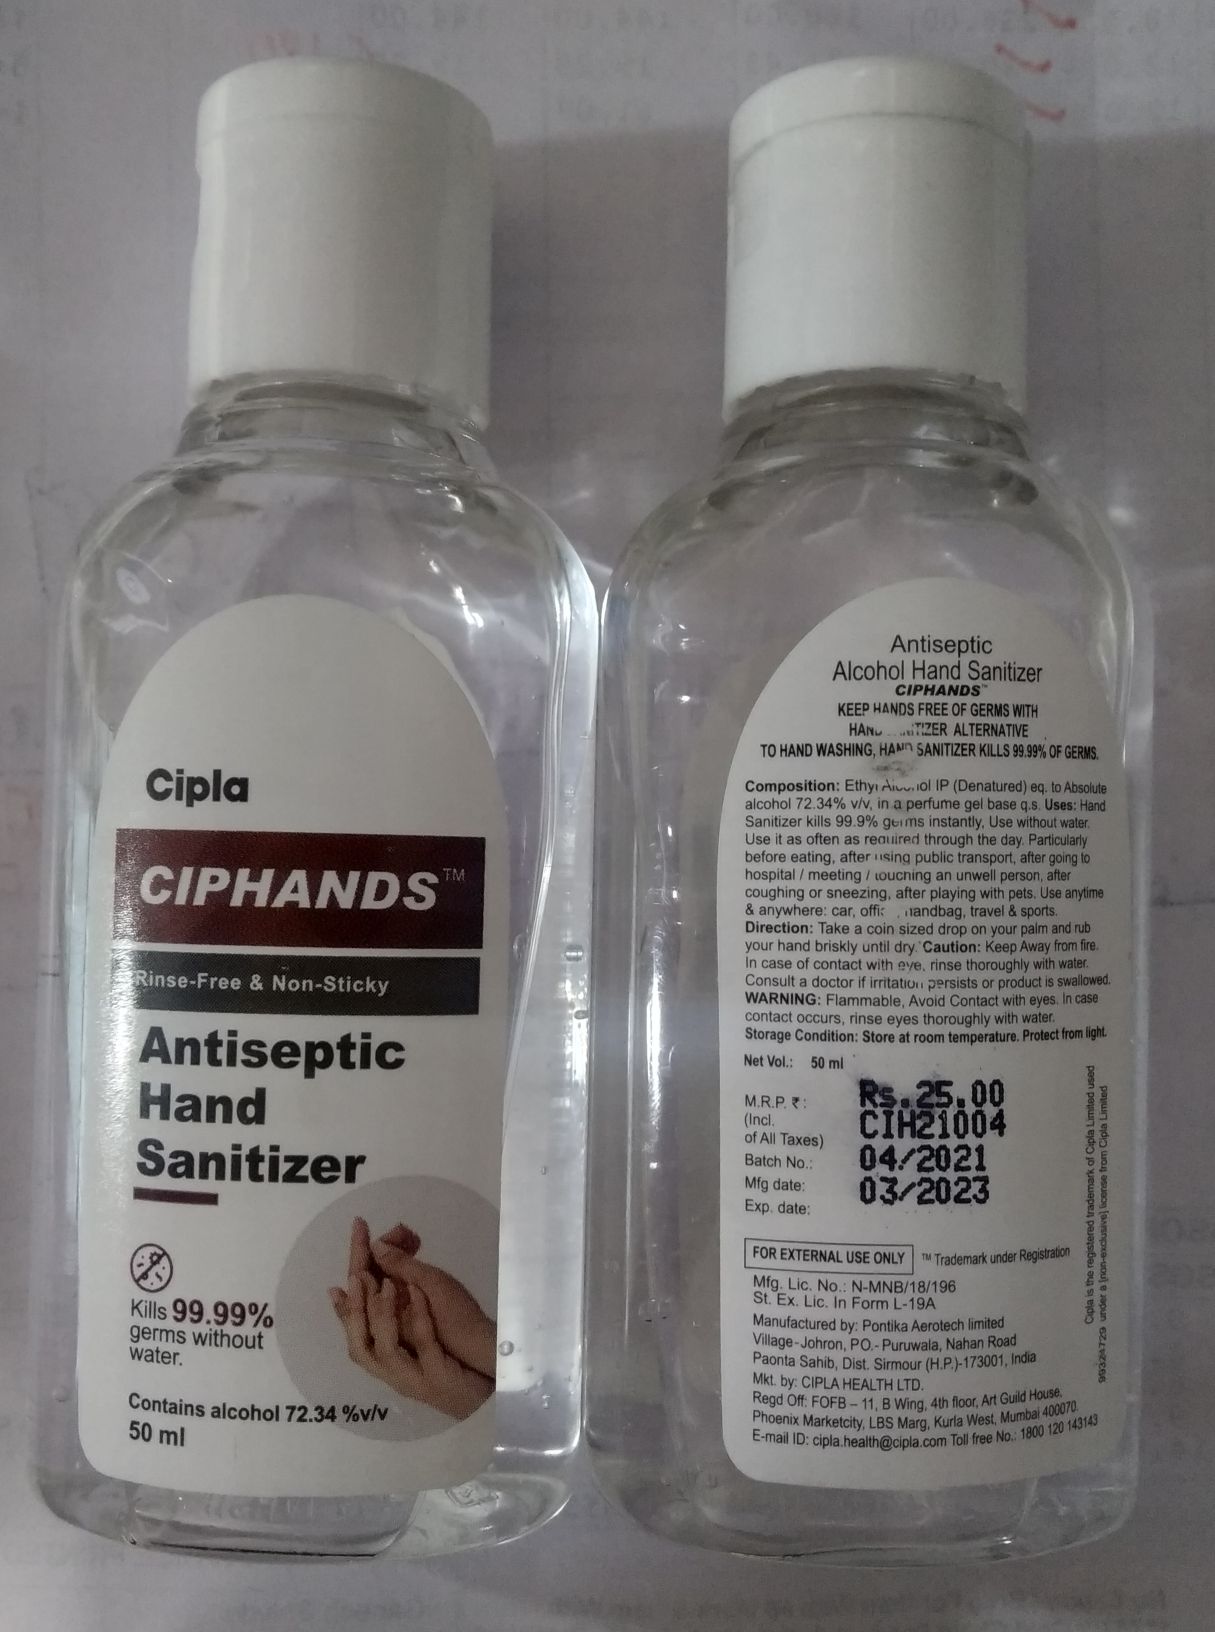 Cipla
CIPHANDS™
Rinse-Free & Non-Sticky
Antiseptic
Hand
Sanitizer
Kills 99.99%
germs without
water.
Contains alcohol 72.34 %v/v
50 ml
Antiseptic
Alcohol Hand Sanitizer
CIPHANDS™
KEEP HANDS FREE OF GERMS WITH
ALTERNATIVE
TO HAND WASHING, HAND SANITIZER KILLS 99.99% OF GERMS.
Composition: Ethyl IP (Denatured) eq. to Absolute
alcohol 72.34% v/v, in a perfume gel base q.s. Uses: Hand
Sanitizer kills 99.9% germs instantly, Use without water.
Use it as often as required through the day. Particularly
before eating, after using public transport, after going to
hospital / meeting / touching an unwell person, after
coughing or sneezing, after playing with pets. Use anytime
& anywhere: car, handbag, travel & sports.
Direction: Take a coin sized drop on your palm and rub
your hand briskly until dry. Caution: Keep Away from fire.
In case of contact with eye, rinse thoroughly with water.
Consult a doctor if irritation persists or product is swallowed.
WARNING: Flammable, Avoid Contact with eyes. In case
contact occurs, rinse eyes thoroughly with water.
Storage Condition: Store at room temperature. Protect from light.
Net Vol.: 50 ml
M.R.P. ₹ : Rs.25.00
(Incl. CIH21004
of All Taxes)
Batch No.: 04/2021
Mfg date: 03/2023
Exp. date:
FOR EXTERNAL USE ONLY ™ Trademark under Registration
Mfg. Lic. No.: N-MNB/18/196
St. Ex. Lic. In Form L-19A
Manufactured by: Pontika Aerotech limited
Village-Johron, PO.- Puruwala, Nahan Road
Paonta Sahib, Dist. Sirmour (H.P.)-173001, India
Mkt. by: CIPLA HEALTH LTD.
Regd Off: FOFB – 11, B Wing, 4th floor, Art Guild House,
Phoenix Marketcity, LBS Marg, Kurla West, Mumbai 400070.
E-mail ID: cipla.health@cipla.com Toll free No.: 1800 120 143143
Cipla is the registered trademark of Cipla Limited used
99324729 under a [non-exclusive] license from Cipla Limited